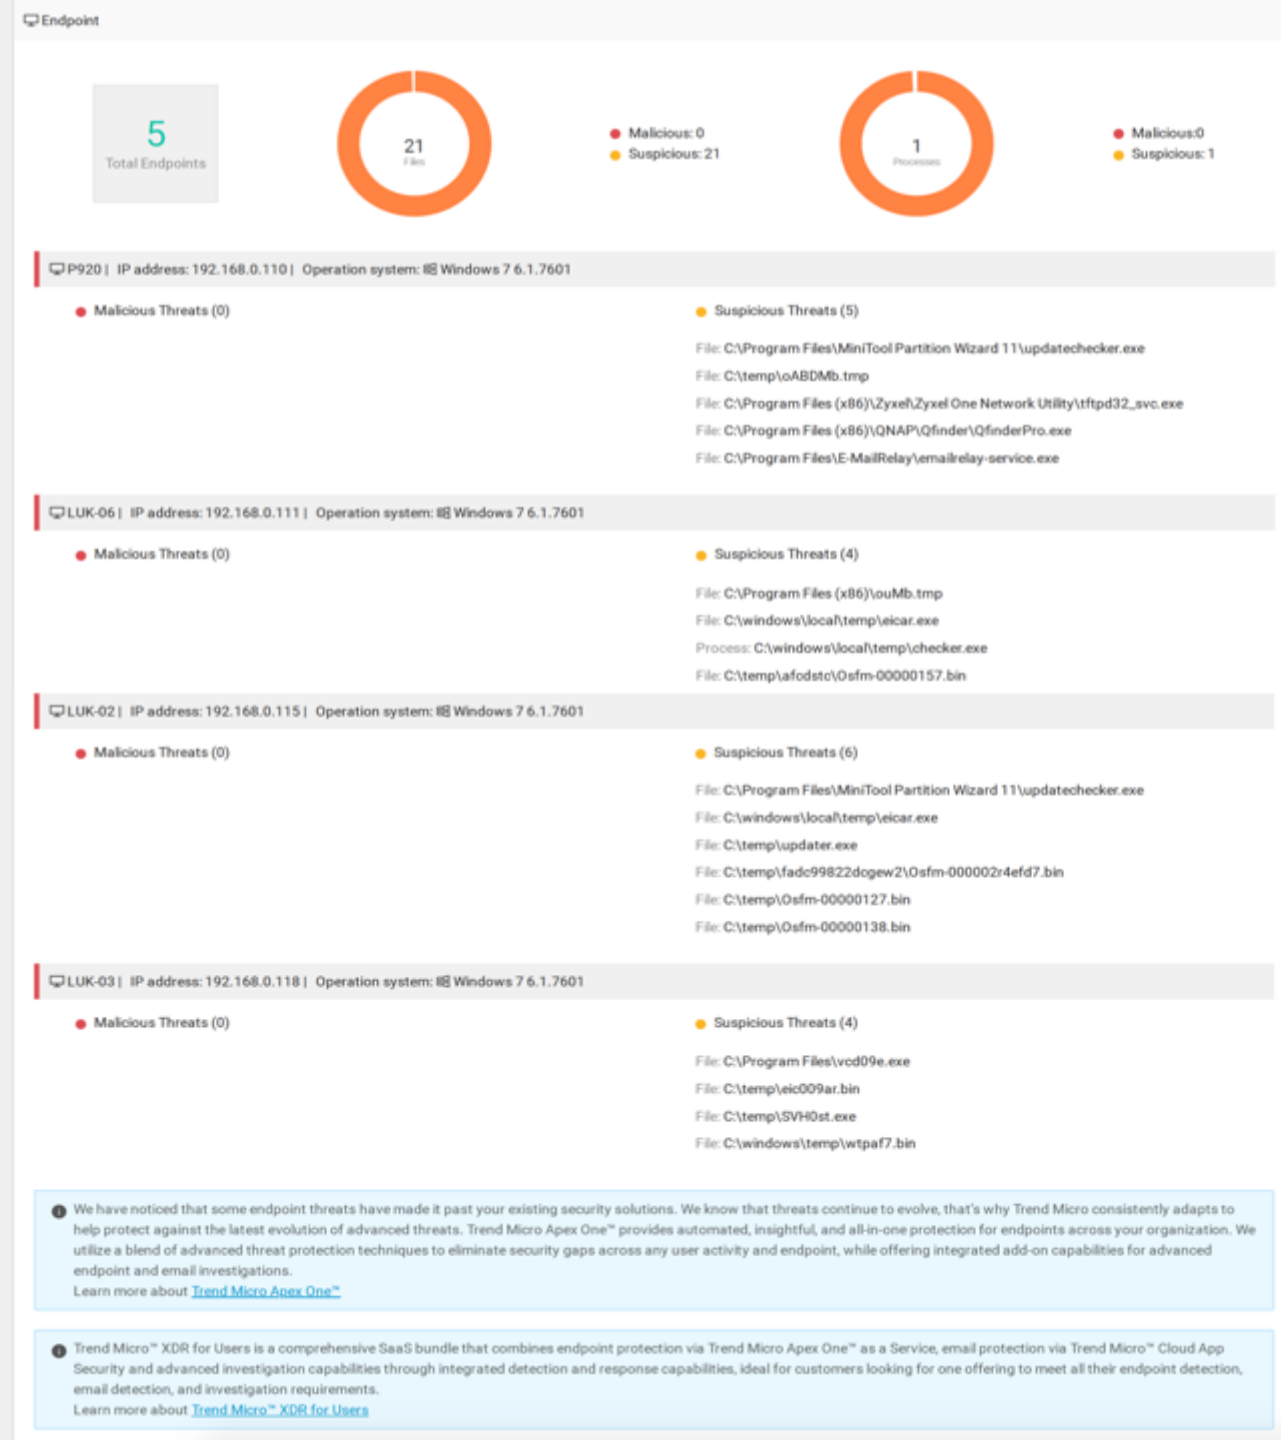 Endpoint
5
Total Endpoints
21
Files
Malicious: 0
Suspicious: 21
1
Processes
Malicious:0
Suspicious: 1
P920 | IP address: 192.168.0.110 | Operation system: Windows 7 6.1.7601
Malicious Threats (0)
Suspicious Threats (5)
File: C:\Program Files\MiniTool Partition Wizard 11\updatechecker.exe
File: C:\temp\oABDMb.tmp
File: C:\Program Files (x86)\Zyxel\Zyxel One Network Utility\tftpd32_svc.exe
File: C:\Program Files (x86)\QNAP\Qfinder\QfinderPro.exe
File: C:\Program Files\E-MailRelay\emailrelay-service.exe
LUK-06 | IP address: 192.168.0.111 | Operation system: Windows 7 6.1.7601
Malicious Threats (0)
Suspicious Threats (4)
File: C:\Program Files (x86)\ouMb.tmp
File: C:\windows\local\temp\eicar.exe
Process: C:\windows\local\temp\checker.exe
File: C:\temp\afcdstc\Osfm-00000157.bin
LUK-02 | IP address: 192.168.0.115 | Operation system: Windows 7 6.1.7601
Malicious Threats (0)
Suspicious Threats (6)
File: C:\Program Files\MiniTool Partition Wizard 11\updatechecker.exe
File: C:\windows\local\temp\eicar.exe
File: C:\temp\updater.exe
File: C:\temp\fadc99822dcgew2\Osfm-000002r4efd7.bin
File: C:\temp\Osfm-00000127.bin
File: C:\temp\Osfm-00000138.bin
LUK-03 | IP address: 192.168.0.118 | Operation system: Windows 7 6.1.7601
Malicious Threats (0)
Suspicious Threats (4)
File: C:\Program Files\vcd09e.exe
File: C:\temp\eic009ar.bin
File: C:\temp\SVH0st.exe
File: C:\windows\temp\wtpaf7.bin
We have noticed that some endpoint threats have made it past your existing security solutions. We know that threats continue to evolve, that's why Trend Micro consistently adapts to
help protect against the latest evolution of advanced threats. Trend Micro Apex One™ provides automated, insightful, and all-in-one protection for endpoints across your organization. We
utilize a blend of advanced threat protection techniques to eliminate security gaps across any user activity and endpoint, while offering integrated add-on capabilities for advanced
endpoint and email investigations.
Learn more about Trend Micro Apex One™
Trend Micro™ XDR for Users is a comprehensive SaaS bundle that combines endpoint protection via Trend Micro Apex One™ as a Service, email protection via Trend Micro™ Cloud App
Security and advanced investigation capabilities through integrated detection and response capabilities, ideal for customers looking for one offering to meet all their endpoint detection,
email detection, and investigation requirements.
Learn more about Trend Micro™ XDR for Users